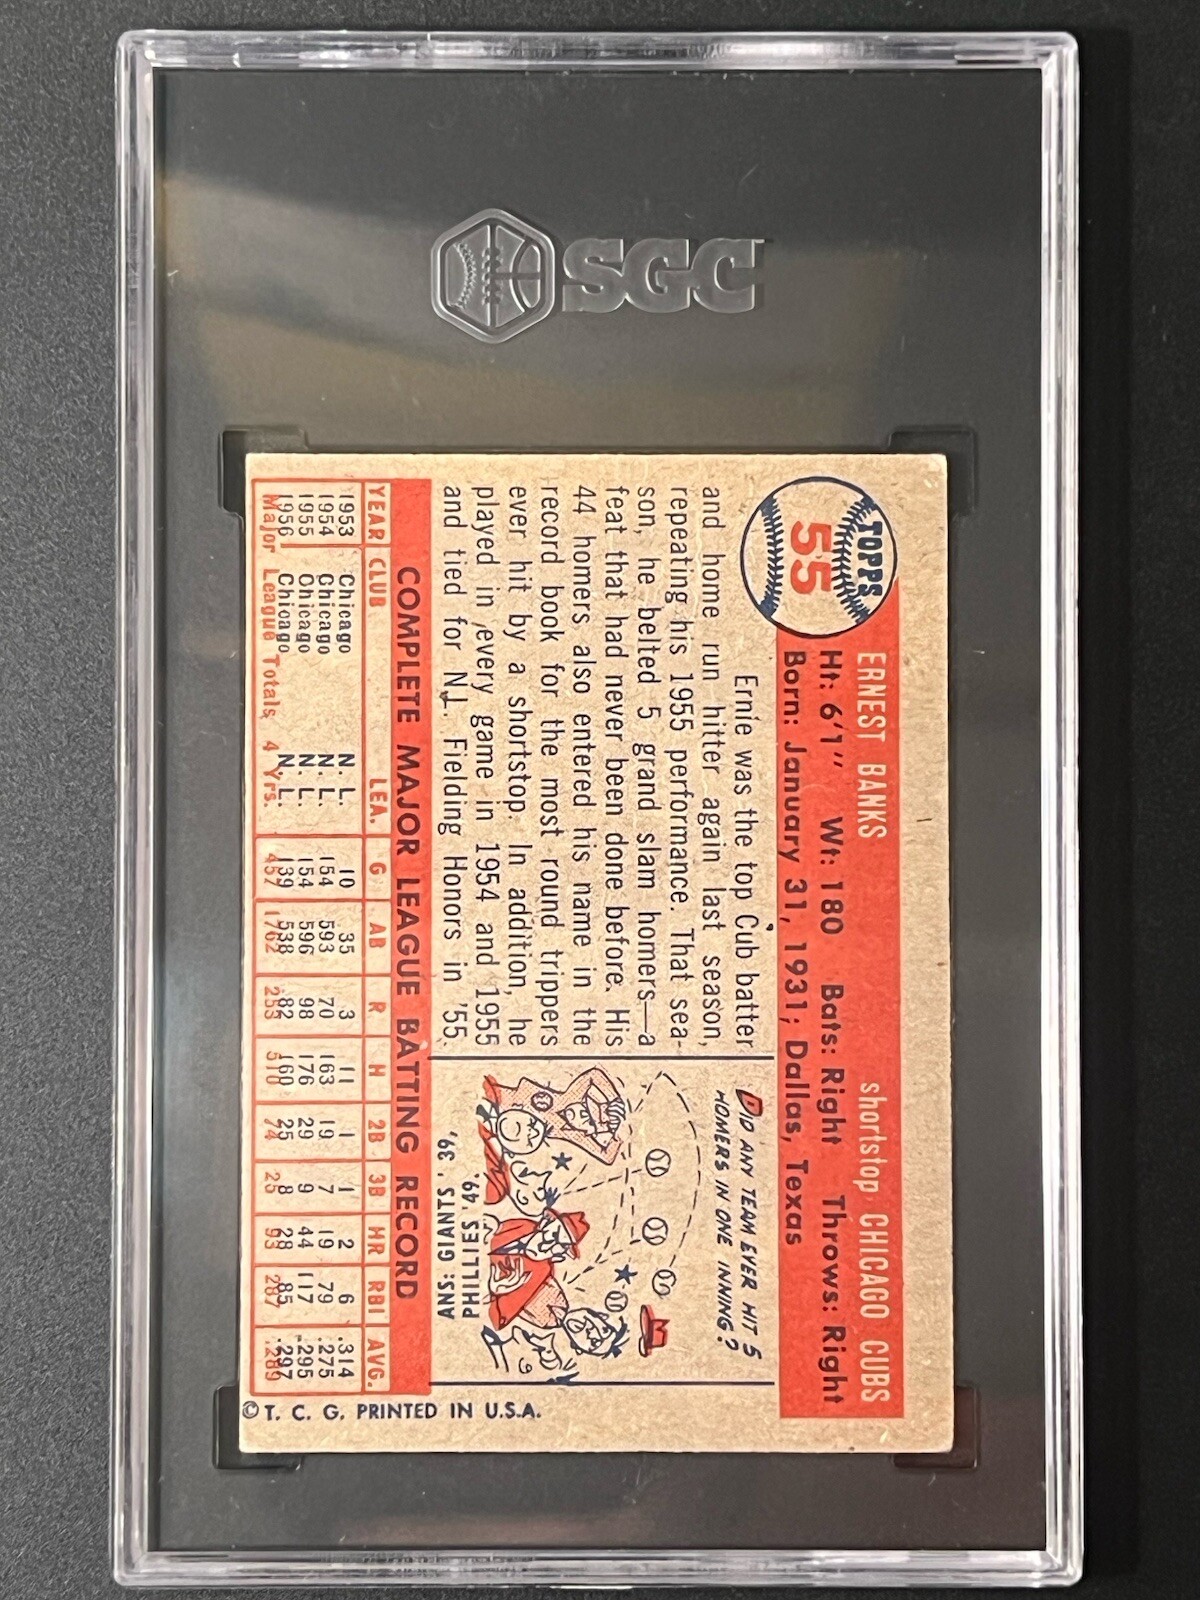 SGC
TOPPS
55
ERNEST BANKS shortstop CHICAGO CUBS
Ht: 6'1" Wt: 180 Bats: Right Throws: Right
Born: January 31, 1931; Dallas, Texas
Ernie was the top Cub batter
and home run hitter again last season,
repeating his 1955 performance. That sea-
son, he belted 5 grand slam homers—a
feat that had never been done before. His
44 homers also entered his name in the
record book for the most round trippers
ever hit by a shortstop. In addition, he
played in every game in 1954 and 1955
and tied for N.L. Fielding Honors in '55.
DID ANY TEAM EVER HIT 5
HOMERS IN ONE INNING?
ANS: GIANTS '39,
PHILLIES '49.
COMPLETE MAJOR LEAGUE BATTING RECORD
YEAR CLUB LEA. G AB R H 2B 3B HR RBI AVG.
1953 Chicago N. L. 10 35 3 11 1 1 2 6 .314
1954 Chicago N. L. 154 593 70 163 19 7 19 79 .275
1955 Chicago N. L. 154 596 98 176 29 9 44 117 .295
1956 Chicago N. L. 139 538 82 160 25 8 28 85 .297
Major League Totals 4 Yrs. 457 1762 253 510 74 25 93 287 .289
© T. C. G. PRINTED IN U.S.A.